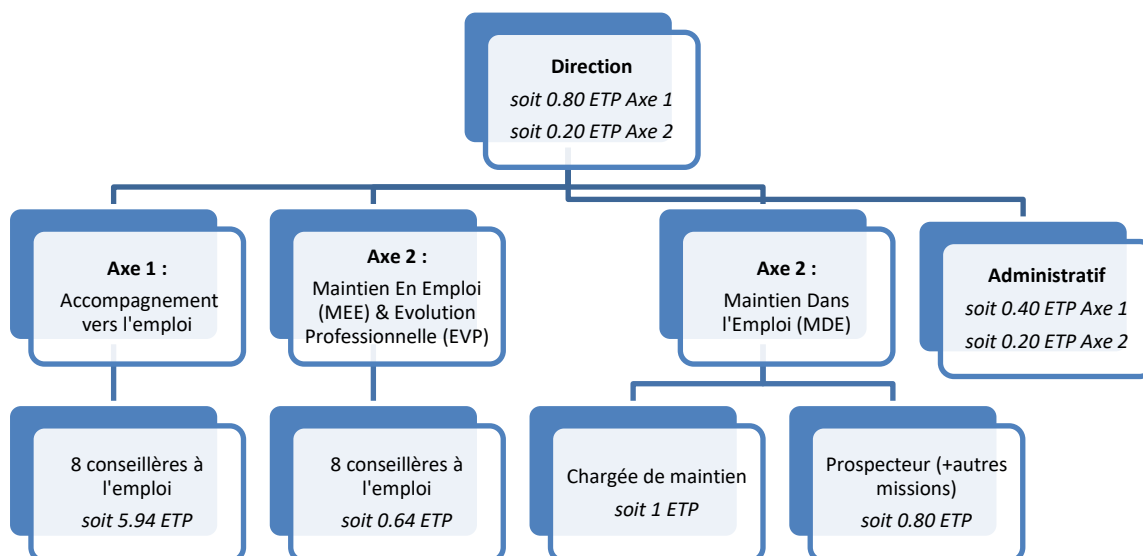 Direction
soit 0.80 ETP Axe 1
soit 0.20 ETP Axe 2
Axe 1 :
Accompagnement
vers l'emploi
Axe 2 :
Maintien En Emploi
(MEE) & Evolution
Professionnelle (EVP)
Axe 2 :
Maintien Dans
l'Emploi (MDE)
Administratif
soit 0.40 ETP Axe 1
soit 0.20 ETP Axe 2
8 conseillères à
l'emploi
soit 5.94 ETP
8 conseillères à
l'emploi
soit 0.64 ETP
Chargée de maintien
soit 1 ETP
Prospecteur (+autres
missions)
soit 0.80 ETP